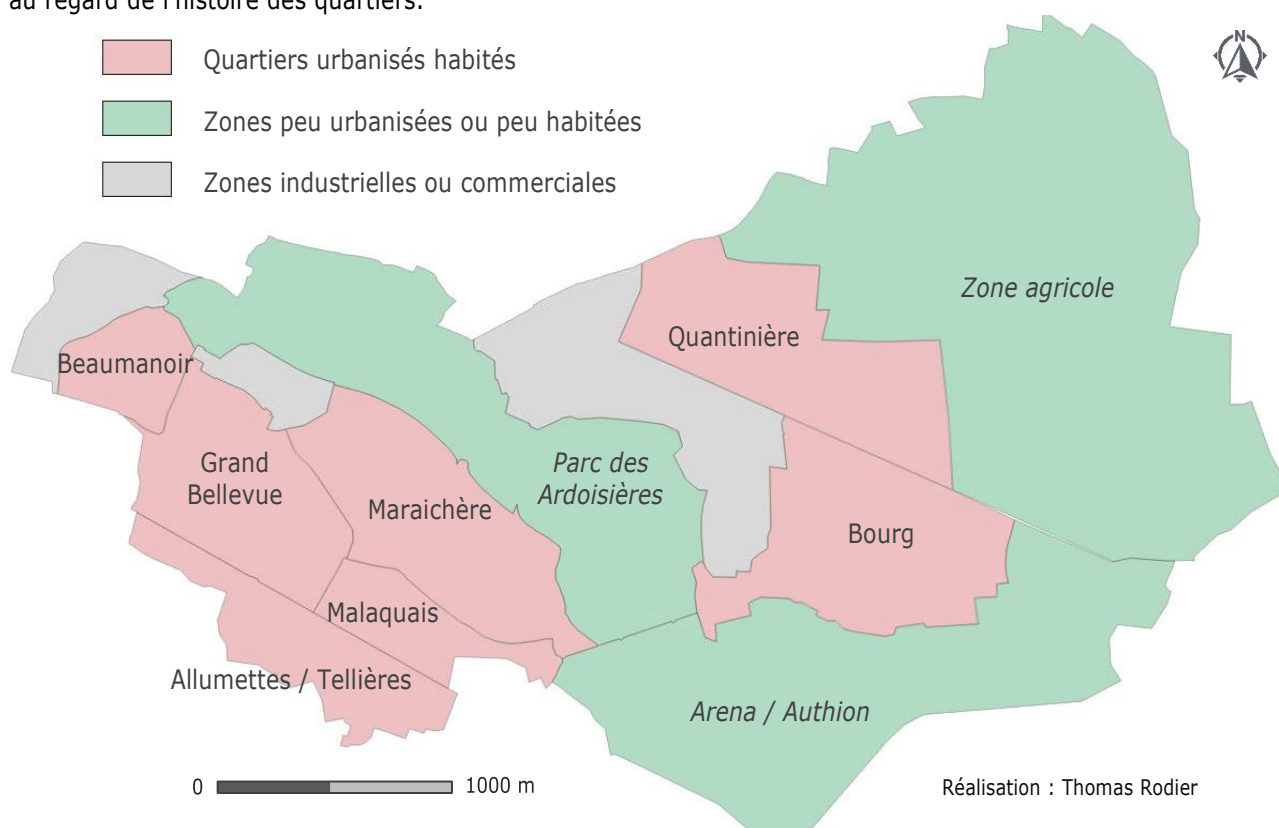 au regard de l'histoire des quartiers.
N
Quartiers urbanisés habités
Zones peu urbanisées ou peu habitées
Zones industrielles ou commerciales
Zone agricole
Quantinière
Beaumanoir
Grand
Bellevue
Parc des
Ardoisières
Maraichère
Bourg
Malaquais
Allumettes / Tellières
Arena / Authion
0
1000 m
Réalisation : Thomas Rodier